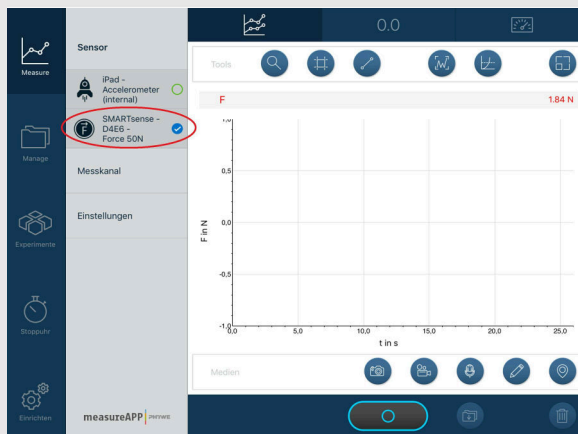 Measure
Manage
Experimente
Stoppuhr
Einrichten
Sensor
iPad -
Accelerometer
(internal)
F
SMARTsense -
D4E6 -
Force 50N
Messkanal
Einstellungen
measureAPP
0.0
Tools
F
1.84 N
1,0
0,5
0,0
-0,5
-1,0
F in N
0,0
5,0
10,0
15,0
20,0
25,0
t in s
Medien